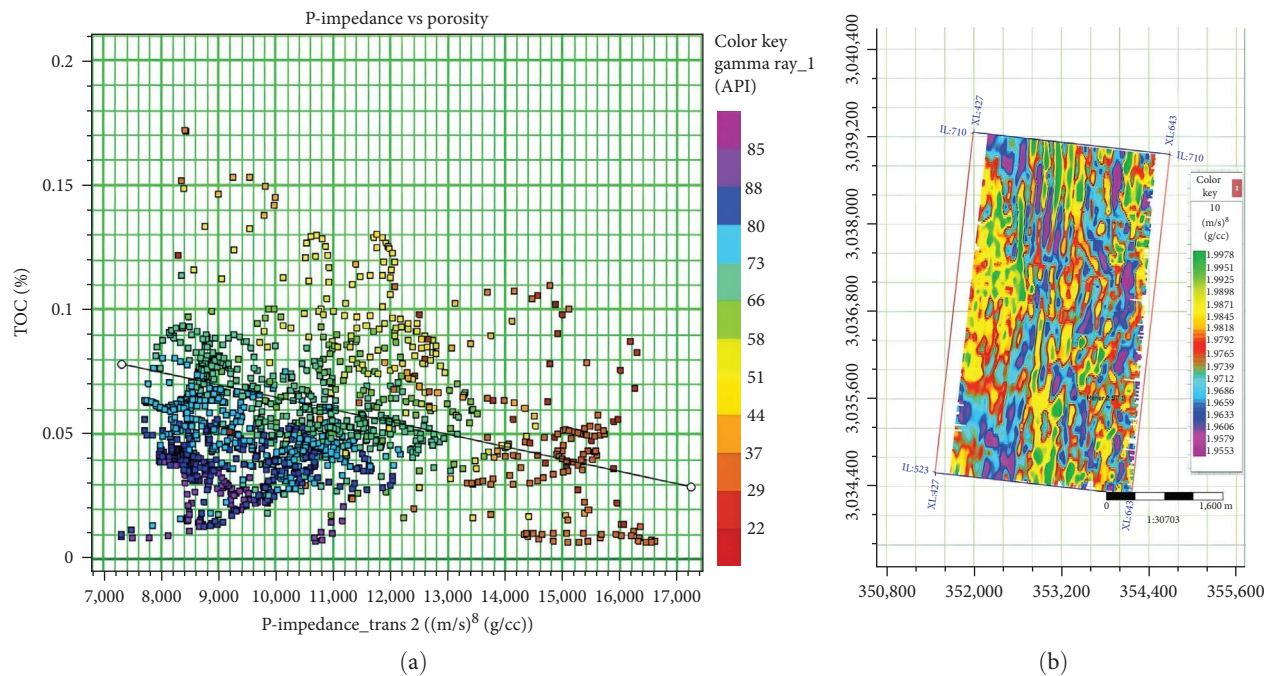 P-impedance vs porosity
TOC (%)
0.2
0.15
0.1
0.05
0
7,000 8,000 9,000 10,000 11,000 12,000 13,000 14,000 15,000 16,000 17,000
P-impedance_trans 2 ((m/s)⁸ (g/cc))
Color key
gamma ray_1
(API)
85
88
80
73
66
58
51
44
37
29
22
(a)
(b)
3,040,400
3,039,200
3,038,000
3,036,800
3,035,600
3,034,400
350,800 352,000 353,200 354,400 355,600
XL:427
IL:710
XL:643
IL:710
IL:523
XL:427
XL:643
0 1,600 m
1:30703
Color
key
10
(m/s)⁸
(g/cc)
1.9978
1.9951
1.9925
1.9898
1.9871
1.9845
1.9818
1.9792
1.9765
1.9739
1.9712
1.9686
1.9659
1.9633
1.9606
1.9579
1.9553